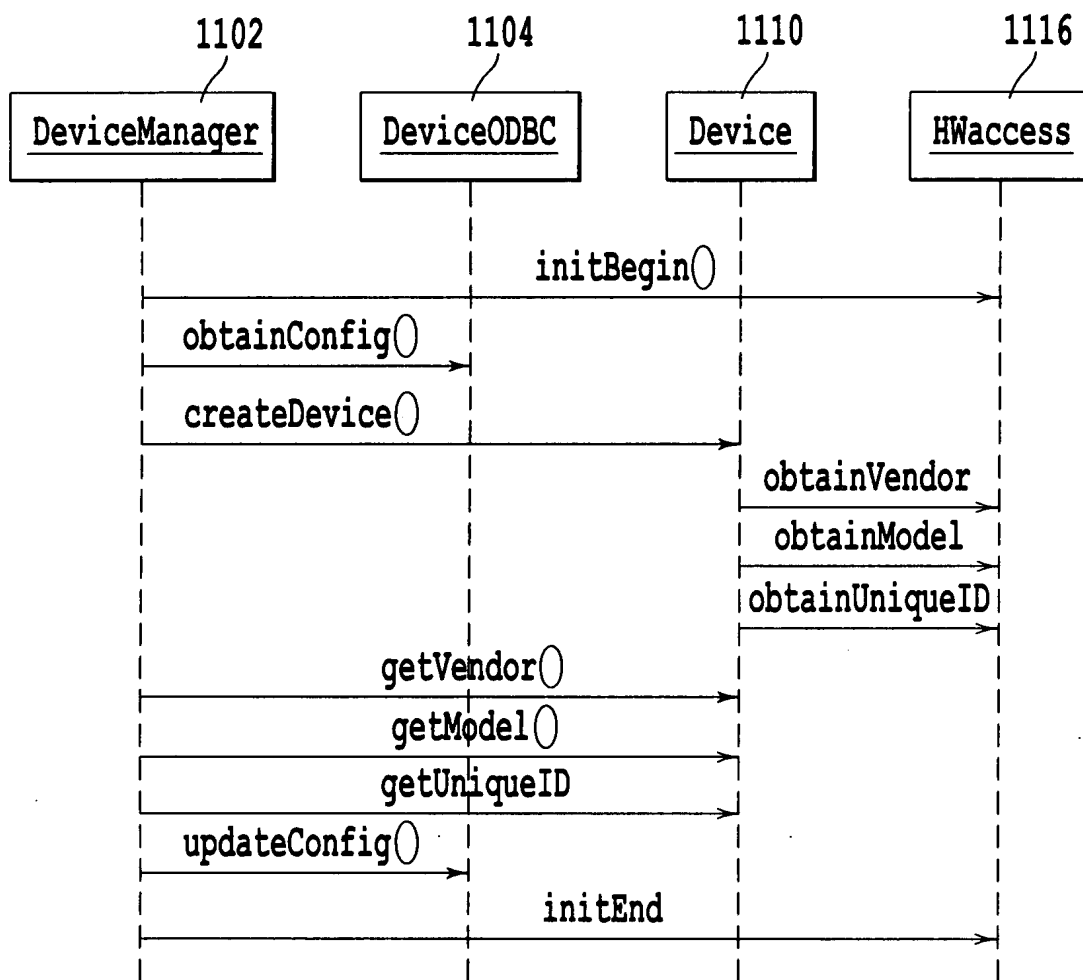 1102 1104 1110 1116
DeviceManager DeviceODBC Device HWaccess
initBegin()
obtainConfig()
createDevice()
obtainVendor
obtainModel
obtainUniqueID
getVendor()
getModel()
getUniqueID
updateConfig()
initEnd